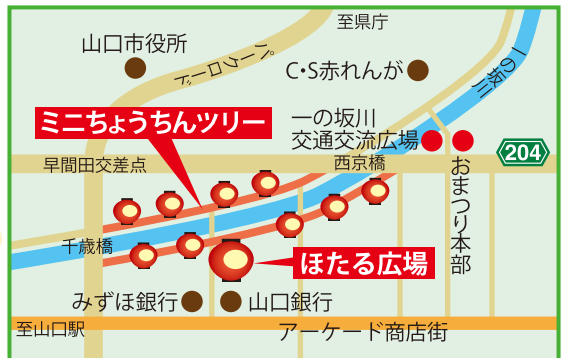 至県庁
山口市役所
パークロード
C・S赤れんが
一の坂川
ミニちょうちんツリー
一の坂川
交通交流広場
204
早間田交差点
西京橋
おまつり本部
千歳橋
ほたる広場
みずほ銀行
山口銀行
至山口駅
アーケード商店街